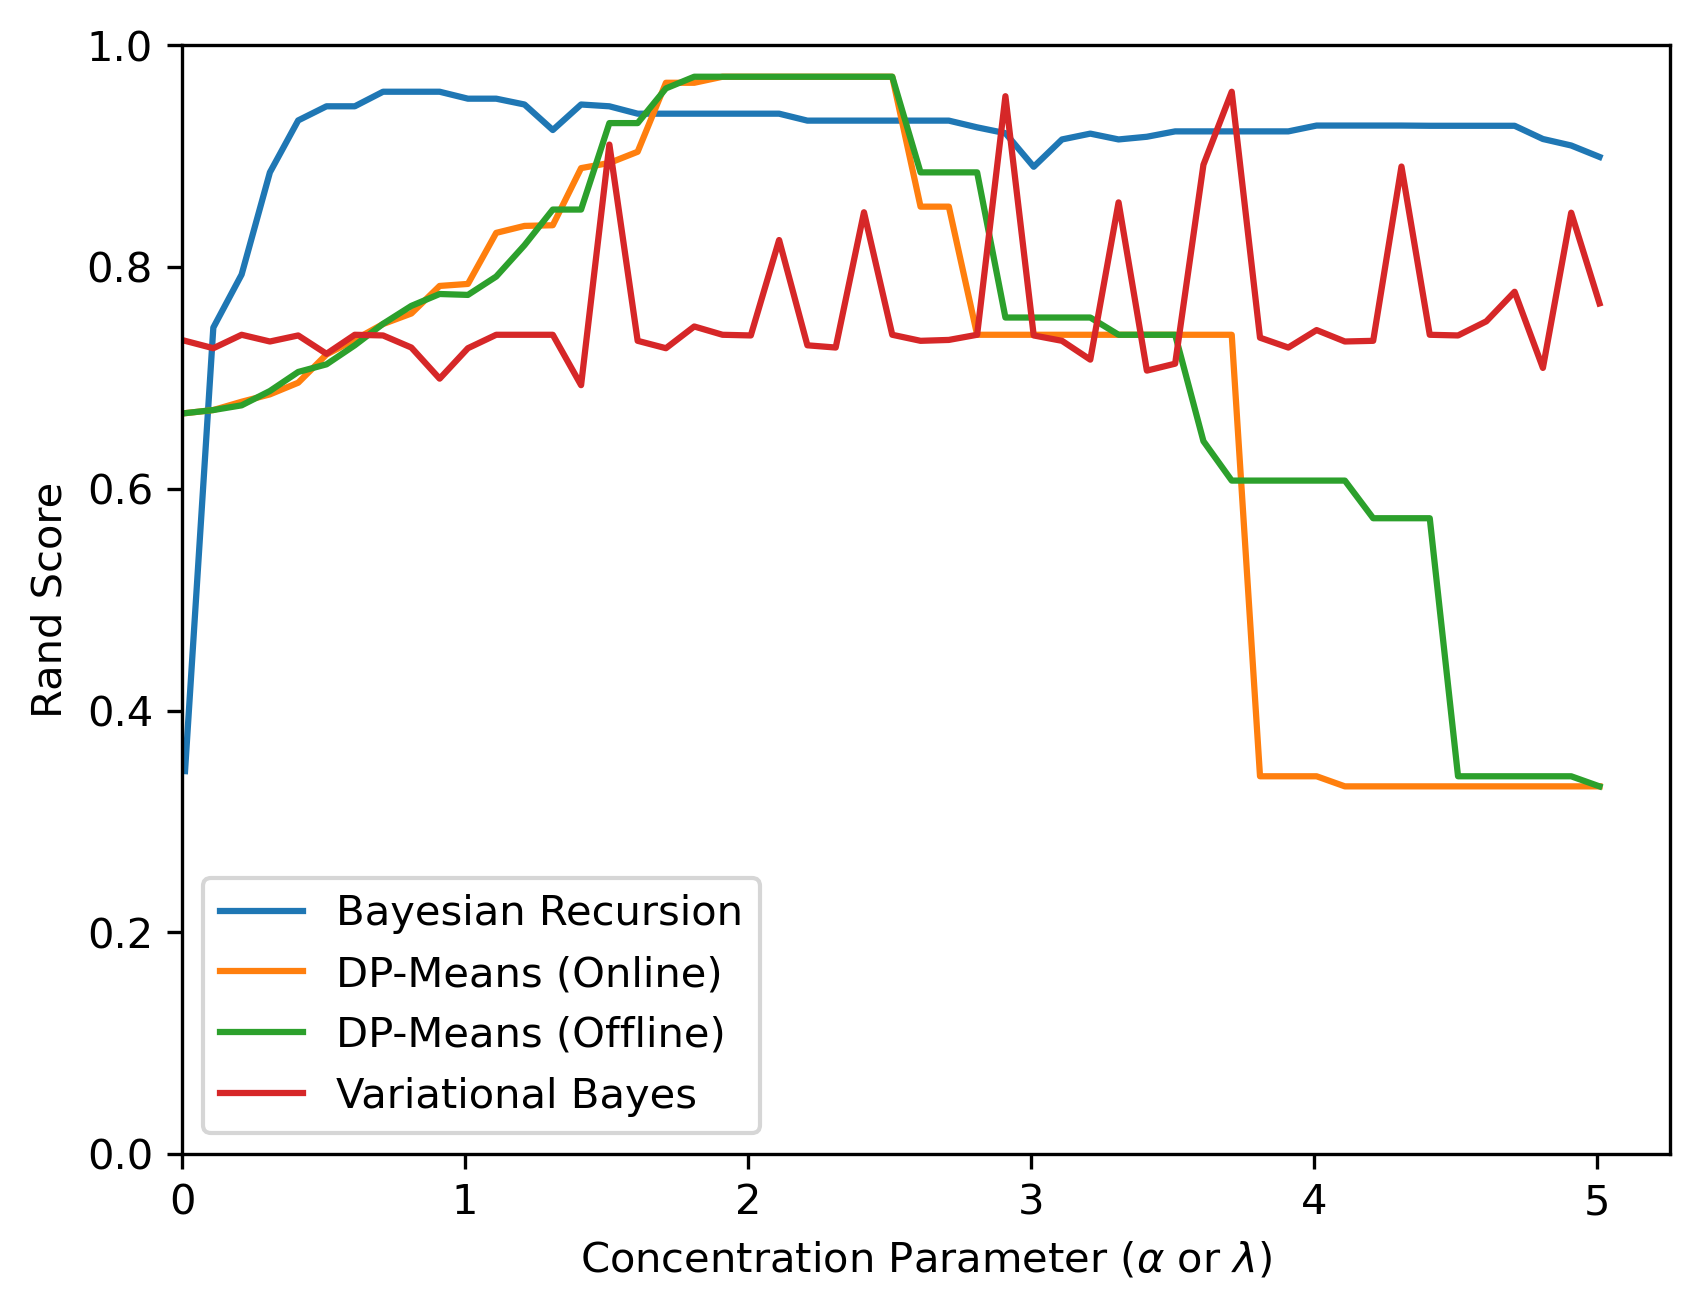 1.0
0.8
0.6
0.4
0.2
0.0
Rand Score
Bayesian Recursion
DP-Means (Online)
DP-Means (Offline)
Variational Bayes
0 1 2 3 4 5
Concentration Parameter (α or λ)